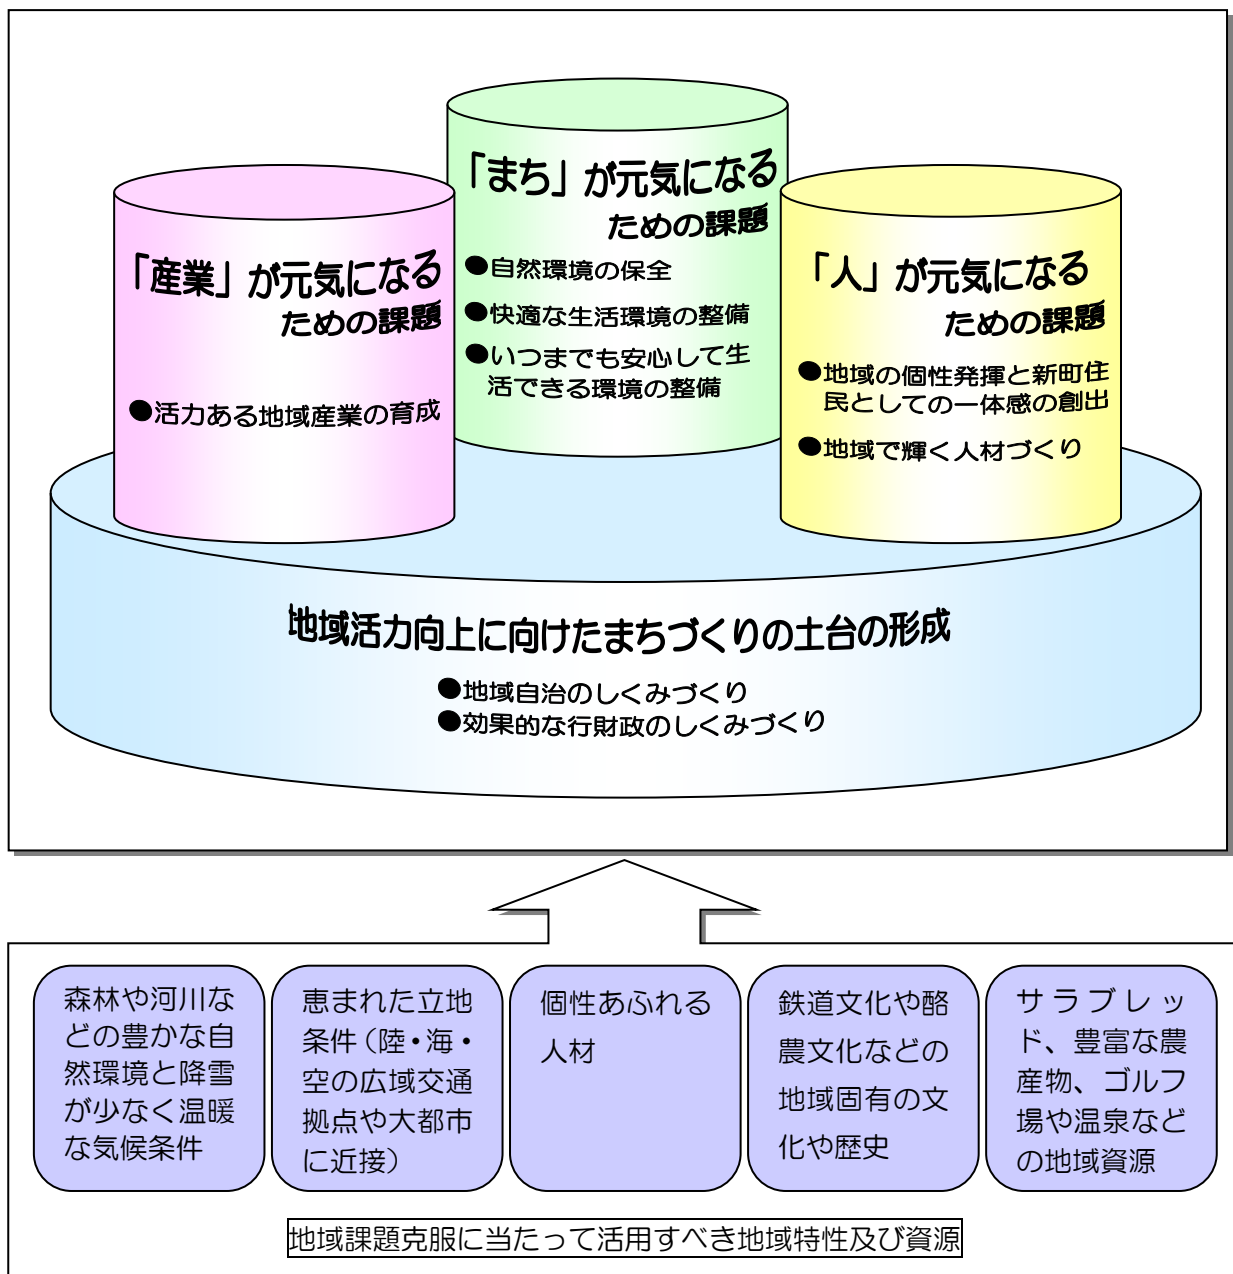 「まち」が元気になる
ための課題
●自然環境の保全
●快適な生活環境の整備
●いつまでも安心して生
活できる環境の整備
「産業」が元気になる
ための課題
●活力ある地域産業の育成
「人」が元気になる
ための課題
●地域の個性発揮と新町住
民としての一体感の創出
●地域で輝く人材づくり
地域活力向上に向けたまちづくりの土台の形成
●地域自治のしくみづくり
●効果的な行財政のしくみづくり
森林や河川な
どの豊かな自
然環境と降雪
が少なく温暖
な気候条件
恵まれた立地
条件（陸・海・
空の広域交通
拠点や大都市
に近接）
個性あふれる
人材
鉄道文化や酪
農文化などの
地域固有の文
化や歴史
サラブレッ
ド、豊富な農
産物、ゴルフ
場や温泉など
の地域資源
地域課題克服に当たって活用すべき地域特性及び資源